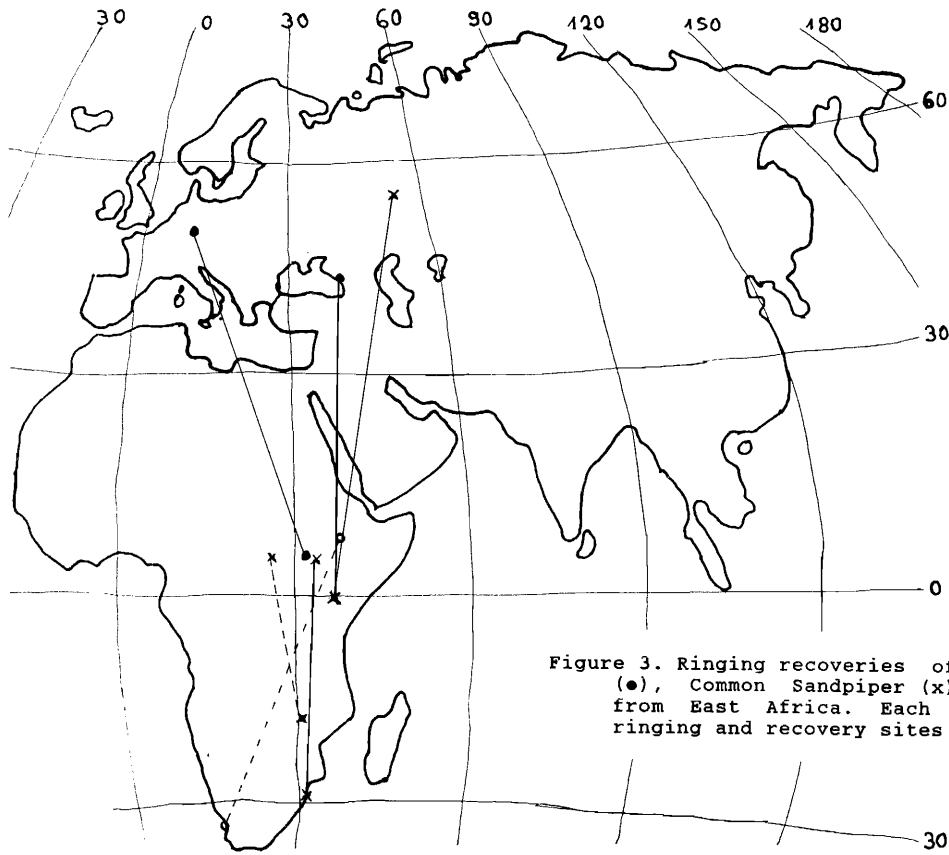 30 0 30 60 90 120 150 180
60
30
0
Figure 3. Ringing recoveries of
(●), Common Sandpiper (x)
from East Africa. Each
ringing and recovery sites
30